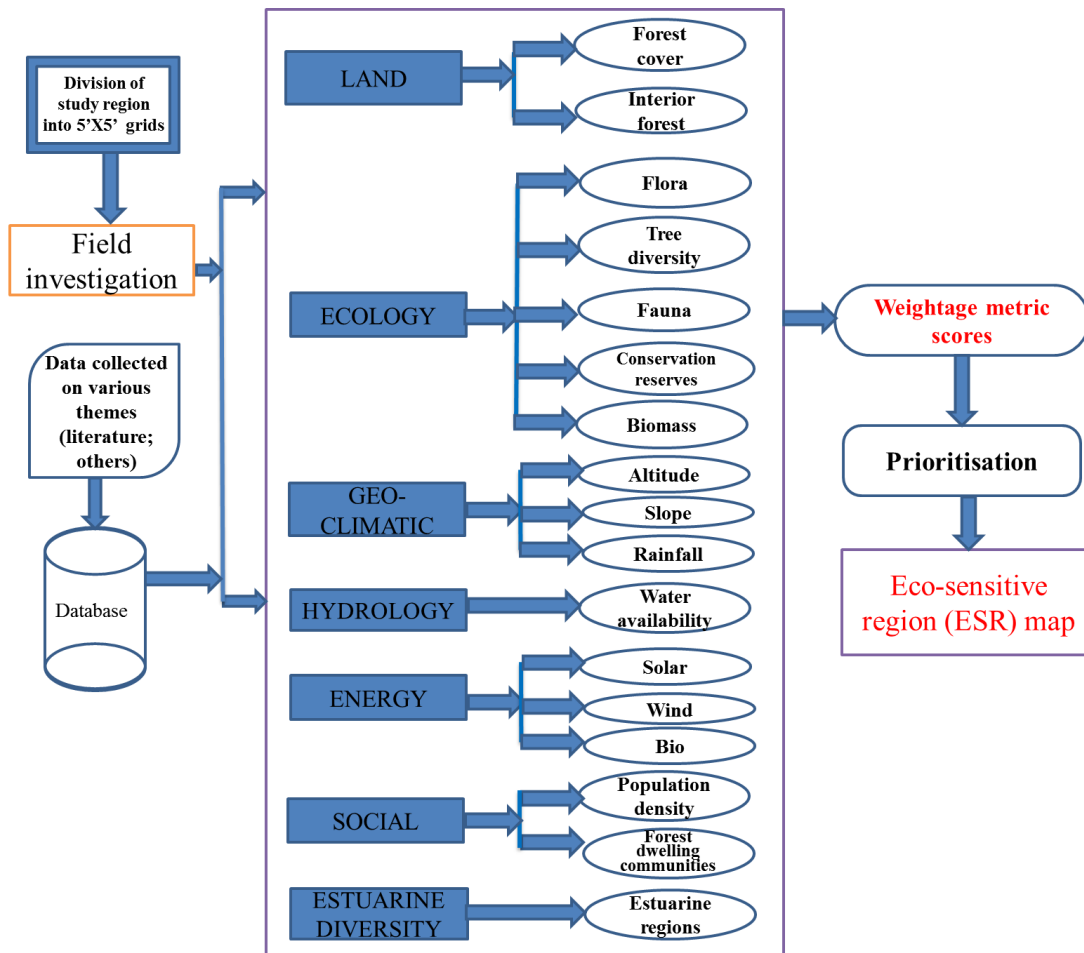 Division of
study region
into 5'X5' grids
Field
investigation
Data collected
on various
themes
(literature;
others)
Database
LAND
Forest
cover
Interior
forest
ECOLOGY
Flora
Tree
diversity
Fauna
Conservation
reserves
Biomass
GEO-
CLIMATIC
Altitude
Slope
Rainfall
HYDROLOGY
Water
availability
ENERGY
Solar
Wind
Bio
SOCIAL
Population
density
Forest
dwelling
communities
ESTUARINE
DIVERSITY
Estuarine
regions
Weightage metric
scores
Prioritisation
Eco-sensitive
region (ESR) map